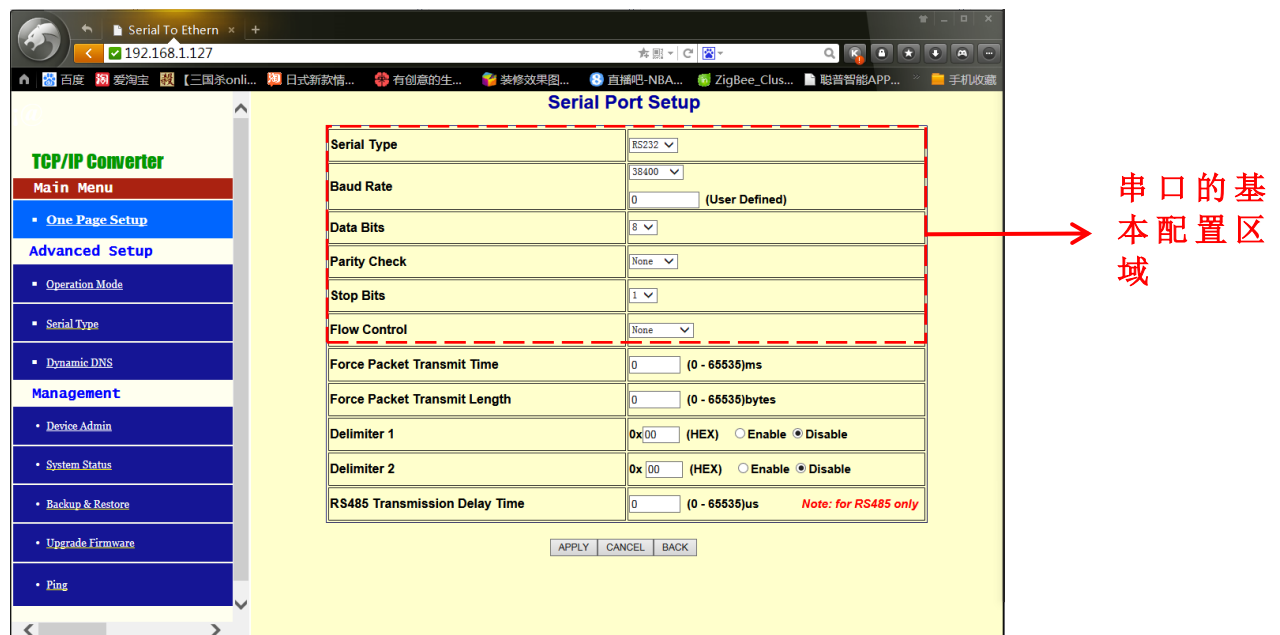 Serial To Ethern × +
192.168.1.127
百度 爱淘宝 【三国杀onli... 日式新款情... 有创意的生... 装修效果图... 直播吧-NBA... ZigBee_Clus... 聪普智能APP... » 手机收藏
Serial Port Setup
TCP/IP Converter
Main Menu
One Page Setup
Advanced Setup
Operation Mode
Serial Type
Dynamic DNS
Management
Device Admin
System Status
Backup & Restore
Upgrade Firmware
Ping
Serial Type RS232
Baud Rate 38400
0 (User Defined)
Data Bits 8
Parity Check None
Stop Bits 1
Flow Control None
Force Packet Transmit Time 0 (0 - 65535)ms
Force Packet Transmit Length 0 (0 - 65535)bytes
Delimiter 1 0x 00 (HEX) Enable Disable
Delimiter 2 0x 00 (HEX) Enable Disable
RS485 Transmission Delay Time 0 (0 - 65535)us Note: for RS485 only
APPLY CANCEL BACK
串口的基
本配置区
域